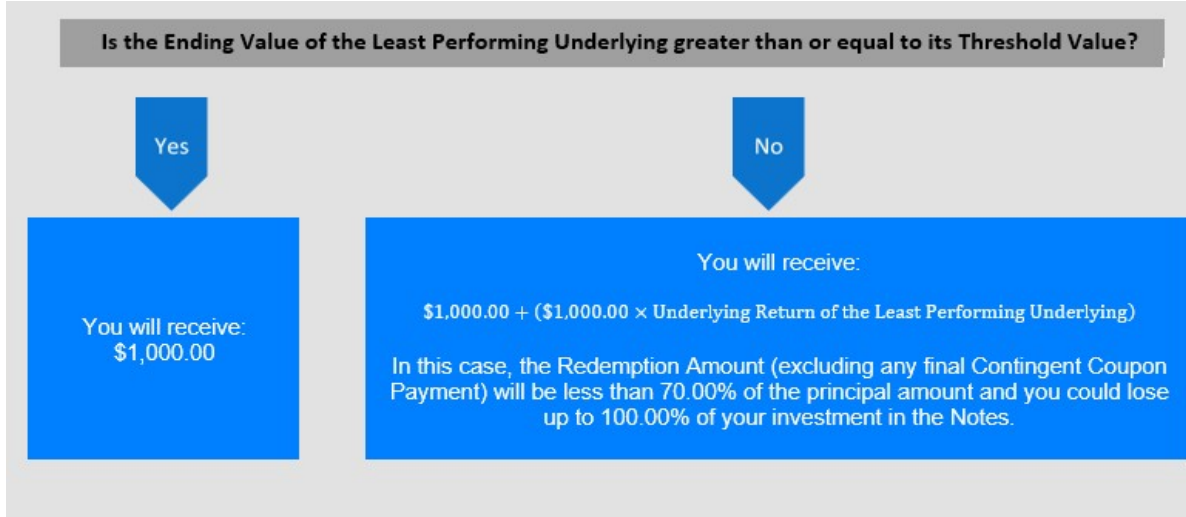 Is the Ending Value of the Least Performing Underlying greater than or equal to its Threshold Value?
Yes
No
You will receive:
$1,000.00
You will receive:
$1,000.00 + ($1,000.00 × Underlying Return of the Least Performing Underlying)
In this case, the Redemption Amount (excluding any final Contingent Coupon
Payment) will be less than 70.00% of the principal amount and you could lose
up to 100.00% of your investment in the Notes.